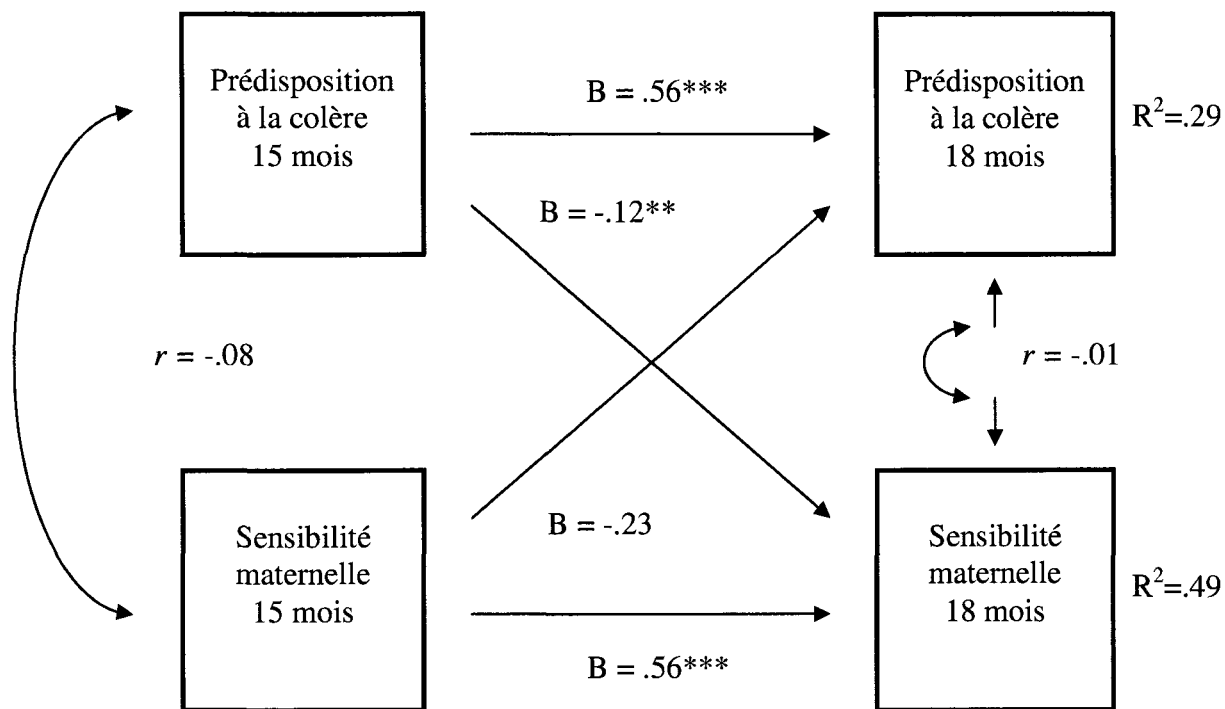 Prédisposition
à la colère
15 mois
B = .56***
Prédisposition
à la colère
18 mois
R²=.29
B = -.12**
r = -.08
r = -.01
Sensibilité
maternelle
15 mois
B = -.23
Sensibilité
maternelle
18 mois
R²=.49
B = .56***